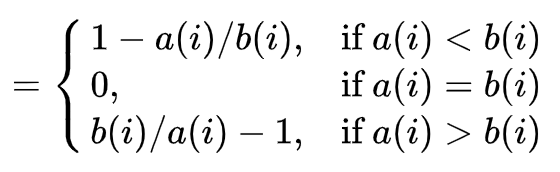 1 − a(i)/b(i), if a(i) < b(i)
= { 0, if a(i) = b(i)
b(i)/a(i) − 1, if a(i) > b(i)